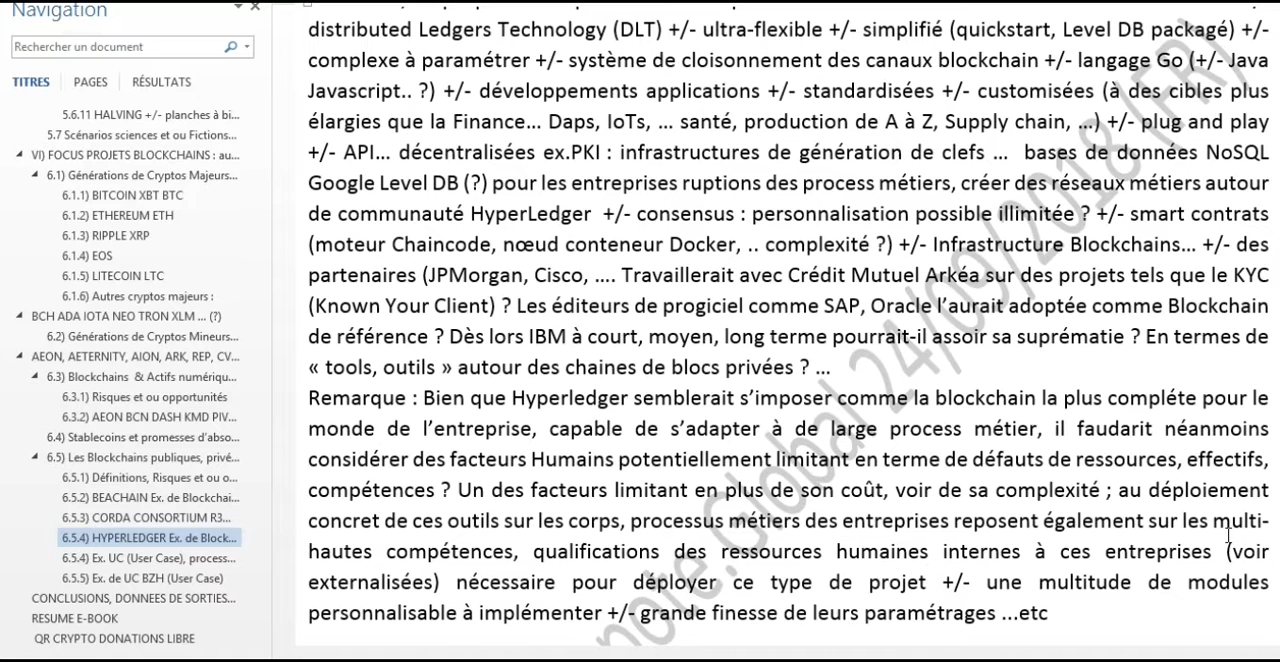 Navigation
Rechercher un document
TITRES PAGES RÉSULTATS
5.6.11 HALVING +/- planches à bi...
5.7 Scénarios sciences et ou Fictions...
VI) FOCUS PROJETS BLOCKCHAINS : au...
6.1) Générations de Cryptos Majeurs...
6.1.1) BITCOIN XBT BTC
6.1.2) ETHEREUM ETH
6.1.3) RIPPLE XRP
6.1.4) EOS
6.1.5) LITECOIN LTC
6.1.6) Autres cryptos majeurs :
BCH ADA IOTA NEO TRON XLM ... (?)
6.2) Générations de Cryptos Mineurs...
AEON, AETERNITY, AION, ARK, REP, CV...
6.3) Blockchains & Actifs numériqu...
6.3.1) Risques et ou opportunités
6.3.2) AEON BCN DASH KMD PIV...
6.4) Stablecoins et promesses d'abso...
6.5) Les Blockchains publiques, privé...
6.5.1) Définitions, Risques et ou o...
6.5.2) BEACHAIN Ex. de Blockchai...
6.5.3) CORDA CONSORTIUM R3...
6.5.4) HYPERLEDGER Ex. de Block...
6.5.4) Ex. UC (User Case), process...
6.5.5) Ex. de UC BZH (User Case)
CONCLUSIONS, DONNEES DE SORTIES...
RESUME E-BOOK
QR CRYPTO DONATIONS LIBRE
distributed Ledgers Technology (DLT) +/- ultra-flexible +/- simplifié (quickstart, Level DB packagé) +/-
complexe à paramétrer +/- système de cloisonnement des canaux blockchain +/- langage Go (+/- Java
Javascript.. ?) +/- développements applications +/- standardisées +/- customisées (à des cibles plus
élargies que la Finance... Daps, IoTs, ... santé, production de A à Z, Supply chain, ...) +/- plug and play
+/- API... décentralisées ex.PKI : infrastructures de génération de clefs ... bases de données NoSQL
Google Level DB (?) pour les entreprises ruptions des process métiers, créer des réseaux métiers autour
de communauté HyperLedger +/- consensus : personnalisation possible illimitée ? +/- smart contrats
(moteur Chaincode, nœud conteneur Docker, .. complexité ?) +/- Infrastructure Blockchains... +/- des
partenaires (JPMorgan, Cisco, .... Travaillerait avec Crédit Mutuel Arkéa sur des projets tels que le KYC
(Known Your Client) ? Les éditeurs de progiciel comme SAP, Oracle l'aurait adoptée comme Blockchain
de référence ? Dès lors IBM à court, moyen, long terme pourrait-il assoir sa suprématie ? En termes de
« tools, outils » autour des chaines de blocs privées ? ...
Remarque : Bien que Hyperledger semblerait s'imposer comme la blockchain la plus compléte pour le
monde de l'entreprise, capable de s'adapter à de large process métier, il faudarit néanmoins
considérer des facteurs Humains potentiellement limitant en terme de défauts de ressources, effectifs,
compétences ? Un des facteurs limitant en plus de son coût, voir de sa complexité ; au déploiement
concret de ces outils sur les corps, processus métiers des entreprises reposent également sur les multi-
hautes compétences, qualifications des ressources humaines internes à ces entreprises (voir
externalisées) nécessaire pour déployer ce type de projet +/- une multitude de modules
personnalisable à implémenter +/- grande finesse de leurs paramétrages ...etc
note.Global 24/09/2018 (FR)